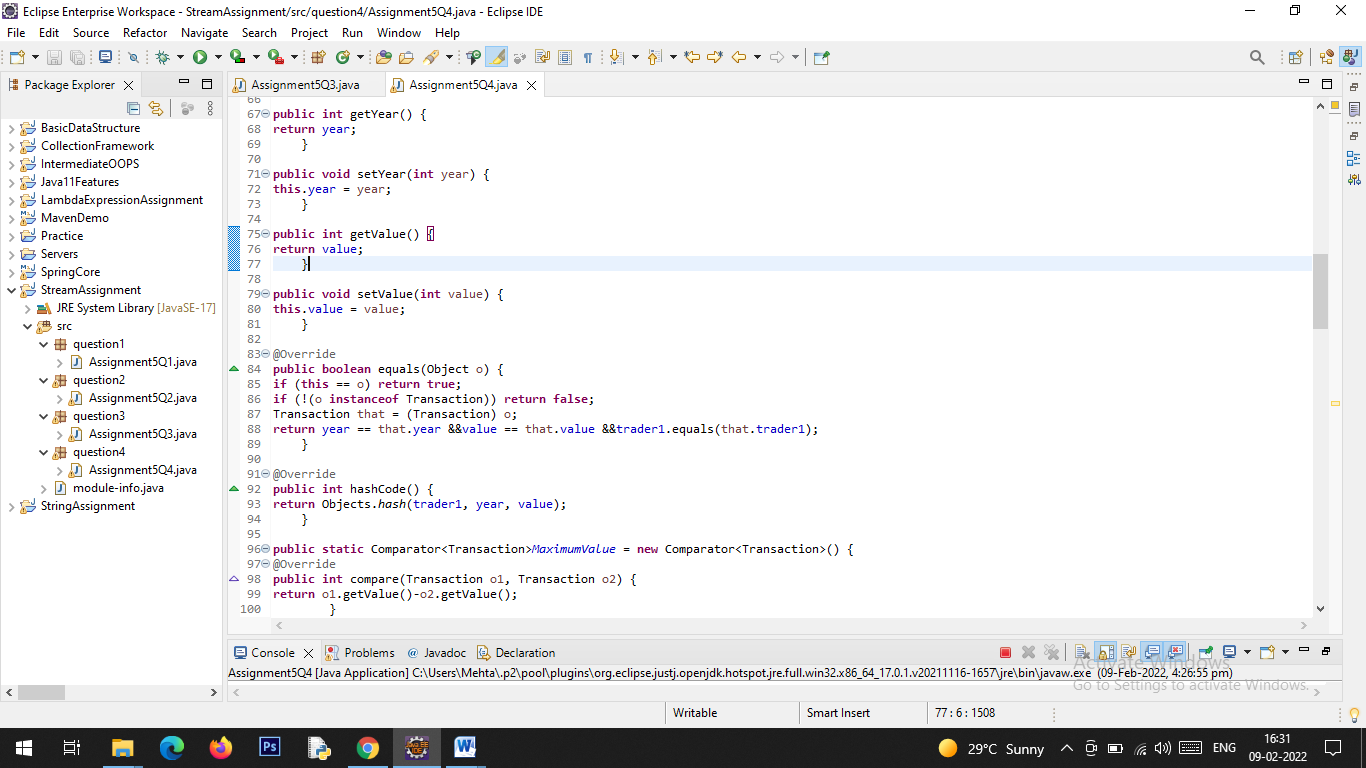 Eclipse Enterprise Workspace - StreamAssignment/src/question4/Assignment5Q4.java - Eclipse IDE
File Edit Source Refactor Navigate Search Project Run Window Help
Package Explorer
BasicDataStructure
CollectionFramework
IntermediateOOPS
Java11Features
LambdaExpressionAssignment
MavenDemo
Practice
Servers
SpringCore
StreamAssignment
JRE System Library [JavaSE-17]
src
question1
Assignment5Q1.java
question2
Assignment5Q2.java
question3
Assignment5Q3.java
question4
Assignment5Q4.java
module-info.java
StringAssignment
Assignment5Q3.java Assignment5Q4.java
66
67 public int getYear() {
68 return year;
69 }
70
71 public void setYear(int year) {
72 this.year = year;
73 }
74
75 public int getValue() {
76 return value;
77 }
78
79 public void setValue(int value) {
80 this.value = value;
81 }
82
83 @Override
84 public boolean equals(Object o) {
85 if (this == o) return true;
86 if (!(o instanceof Transaction)) return false;
87 Transaction that = (Transaction) o;
88 return year == that.year &&value == that.value &&trader1.equals(that.trader1);
89 }
90
91 @Override
92 public int hashCode() {
93 return Objects.hash(trader1, year, value);
94 }
95
96 public static Comparator<Transaction>MaximumValue = new Comparator<Transaction>() {
97 @Override
98 public int compare(Transaction o1, Transaction o2) {
99 return o1.getValue()-o2.getValue();
100 }
Console Problems @ Javadoc Declaration
Assignment5Q4 [Java Application] C:\Users\Mehta\.p2\pool\plugins\org.eclipse.justj.openjdk.hotspot.jre.full.win32.x86_64_17.0.1.v20211116-1657\jre\bin\javaw.exe (09-Feb-2022, 4:26:55 pm)
Activate Windows
Go to Settings to activate Windows.
Writable Smart Insert 77 : 6 : 1508
Ps W 29°C Sunny ENG 16:31
09-02-2022